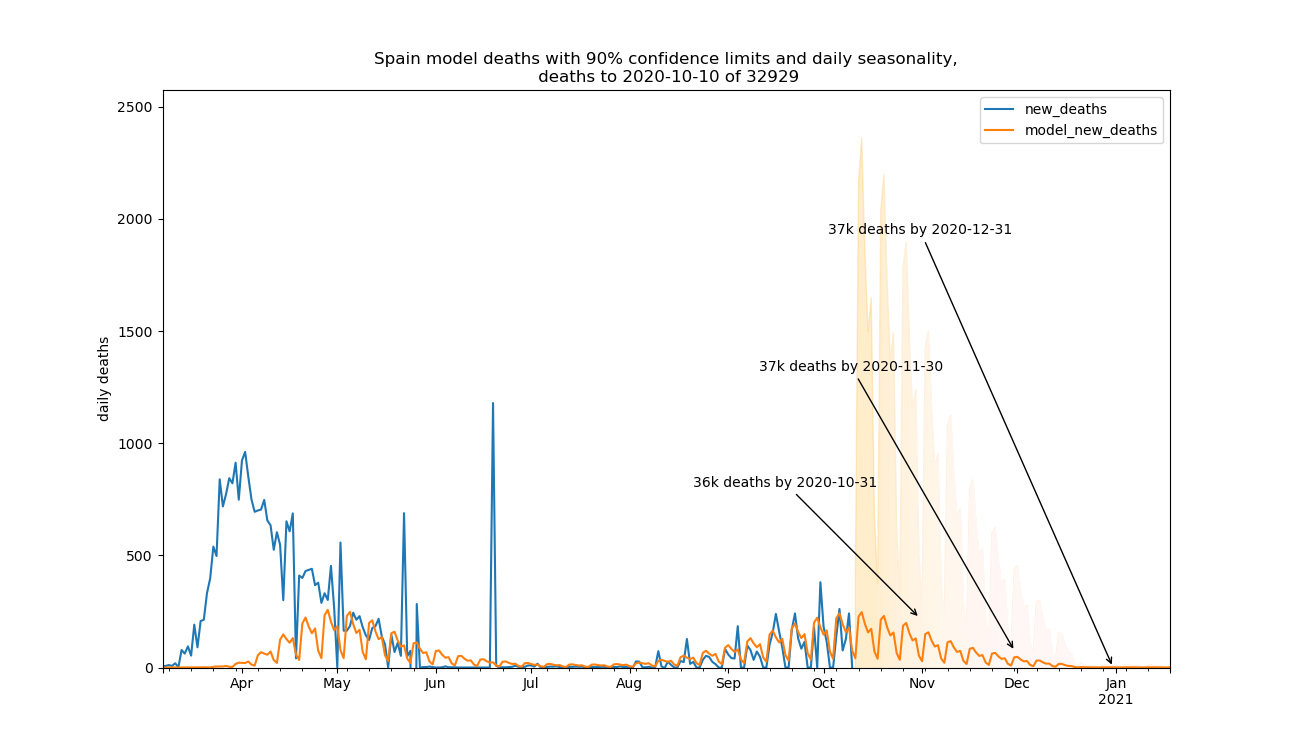 Spain model deaths with 90% confidence limits and daily seasonality,
deaths to 2020-10-10 of 32929
new_deaths
model_new_deaths
daily deaths
2500
2000
1500
1000
500
0
37k deaths by 2020-12-31
37k deaths by 2020-11-30
36k deaths by 2020-10-31
Apr May Jun Jul Aug Sep Oct Nov Dec Jan
2021